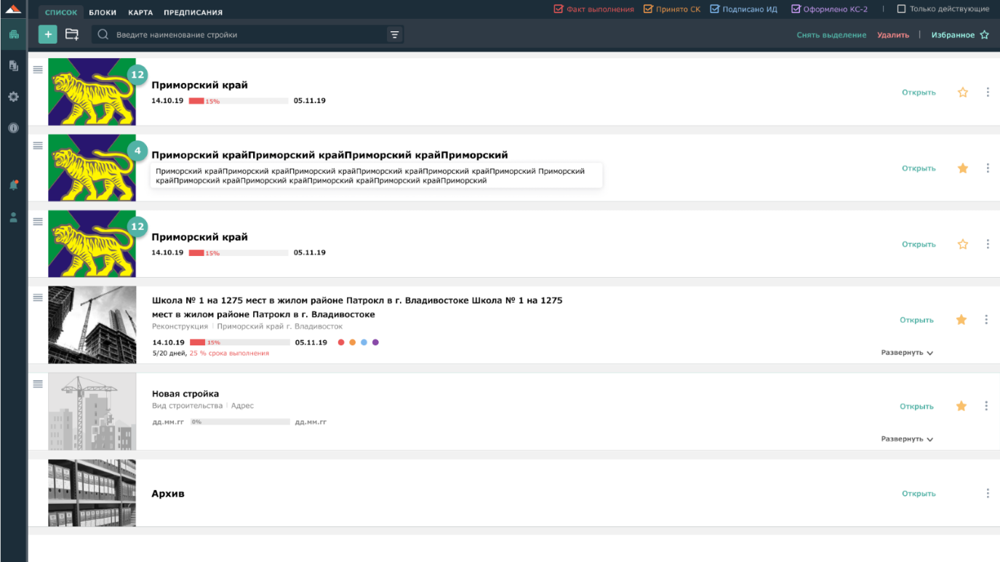 СПИСОК БЛОКИ КАРТА ПРЕДПИСАНИЯ Факт выполнения Принято СК Подписано ИД Оформлено КС-2 | Только действующие
+ Введите наименование стройки Снять выделение Удалить | Избранное
12
Приморский край
14.10.19 15% 05.11.19
Открыть
4
Приморский крайПриморский крайПриморский крайПриморский
Приморский крайПриморский крайПриморский крайПриморский крайПриморский крайПриморский Приморский
крайПриморский крайПриморский крайПриморский крайПриморский крайПриморский
Открыть
12
Приморский край
14.10.19 15% 05.11.19
Открыть
Школа № 1 на 1275 мест в жилом районе Патрокл в г. Владивостоке Школа № 1 на 1275
мест в жилом районе Патрокл в г. Владивостоке
Реконструкция | Приморский край г. Владивосток
14.10.19 15% 05.11.19
5/20 дней, 25 % срока выполнения
Открыть
Развернуть
Новая стройка
Вид строительства | Адрес
дд.мм.гг 0% дд.мм.гг
Открыть
Развернуть
Архив
Открыть